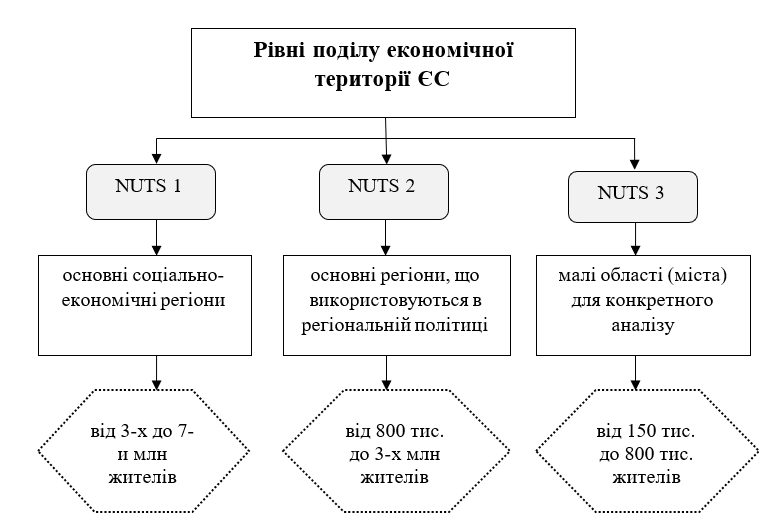 Рівні поділу економічної
території ЄС
NUTS 1
NUTS 2
NUTS 3
основні соціально-
економічні регіони
основні регіони, що
використовуються в
регіональній політиці
малі області (міста)
для конкретного
аналізу
від 3-х до 7-
и млн
жителів
від 800 тис.
до 3-х млн
жителів
від 150 тис.
до 800 тис.
жителів